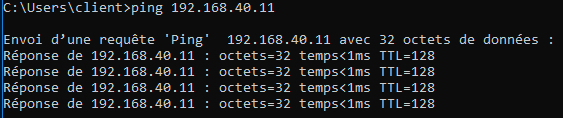 C:\Users\client>ping 192.168.40.11
Envoi d’une requête 'Ping'  192.168.40.11 avec 32 octets de données :
Réponse de 192.168.40.11 : octets=32 temps<1ms TTL=128
Réponse de 192.168.40.11 : octets=32 temps<1ms TTL=128
Réponse de 192.168.40.11 : octets=32 temps<1ms TTL=128
Réponse de 192.168.40.11 : octets=32 temps<1ms TTL=128